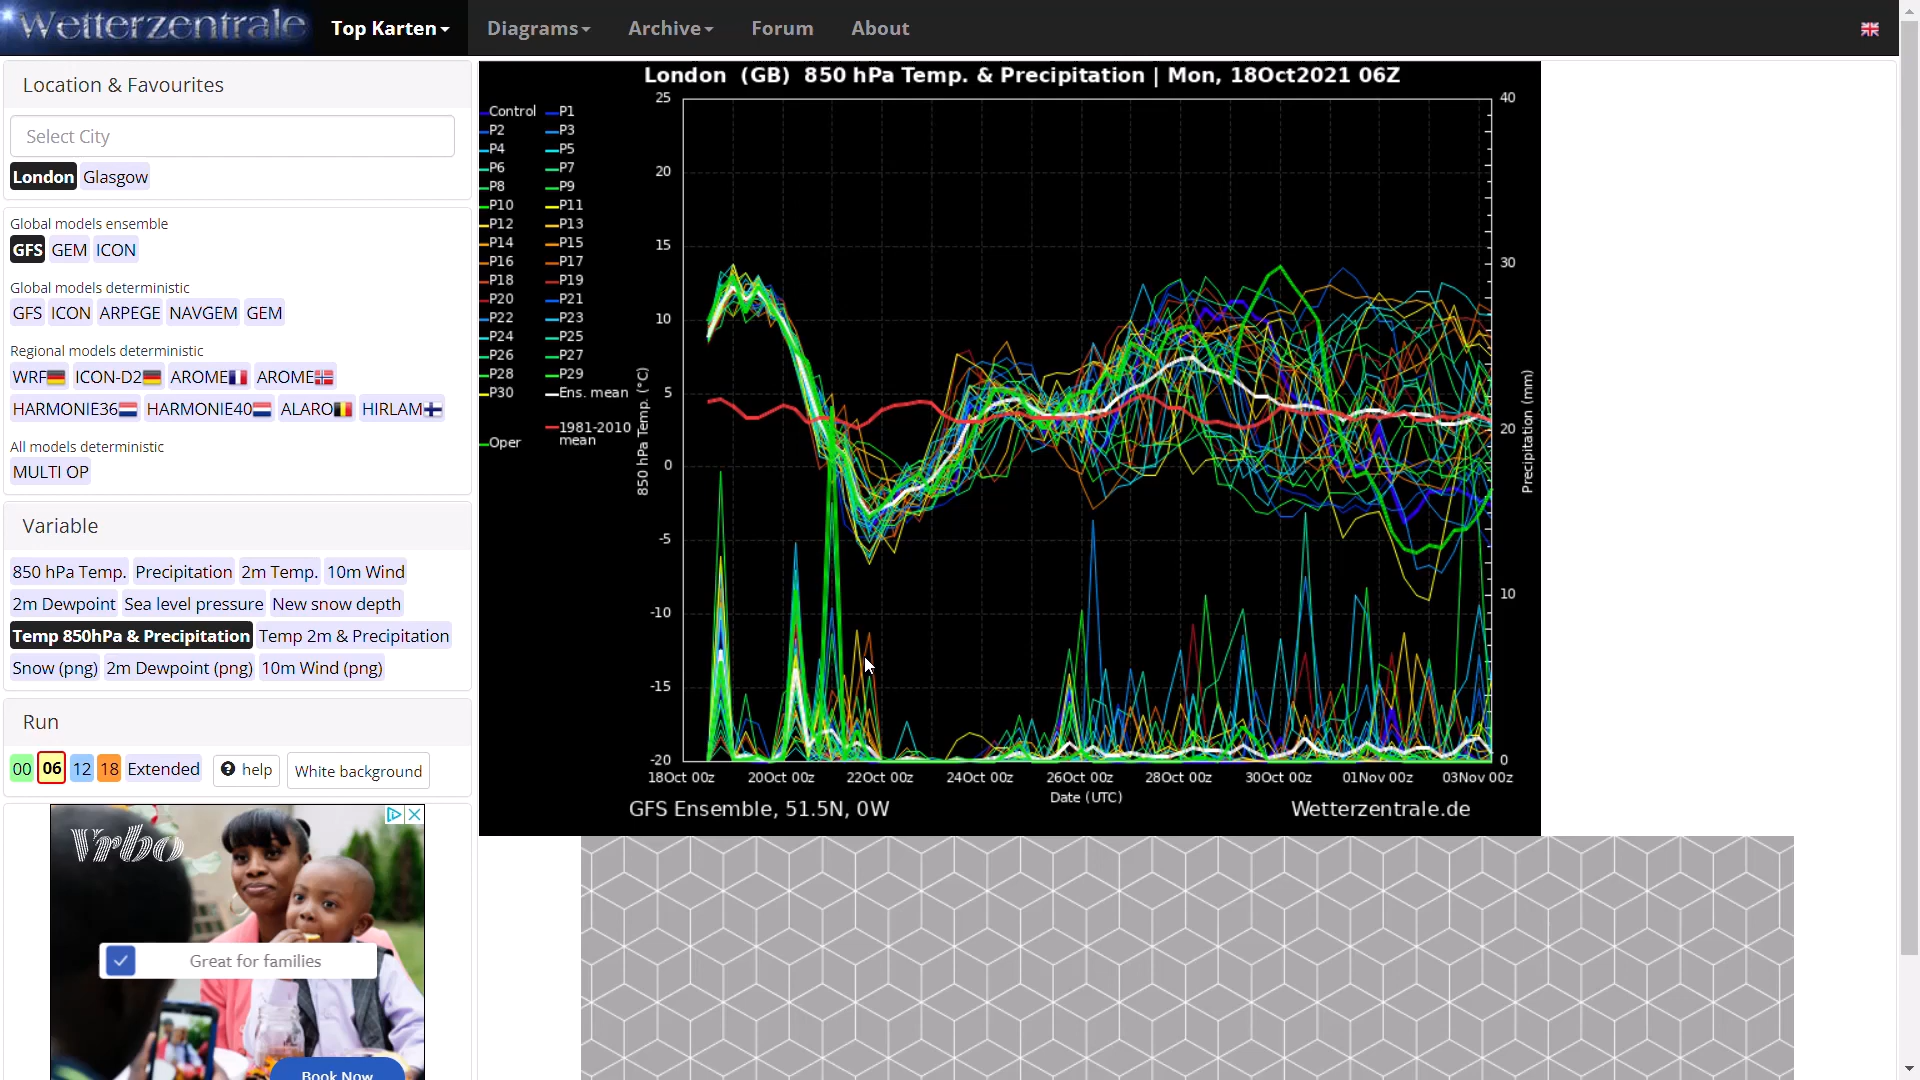 Wetterzentrale
Top Karten
Diagrams
Archive
Forum
About
Location & Favourites
Select City
London Glasgow
Global models ensemble
GFS GEM ICON
Global models deterministic
GFS ICON ARPEGE NAVGEM GEM
Regional models deterministic
WRF ICON-D2 AROME AROME
HARMONIE36 HARMONIE40 ALARO HIRLAM
All models deterministic
MULTI OP
Variable
850 hPa Temp. Precipitation 2m Temp. 10m Wind
2m Dewpoint Sea level pressure New snow depth
Temp 850hPa & Precipitation Temp 2m & Precipitation
Snow (png) 2m Dewpoint (png) 10m Wind (png)
Run
00 06 12 18 Extended help White background
Vrbo
Great for families
Book Now
London (GB) 850 hPa Temp. & Precipitation | Mon, 18Oct2021 06Z
Control P1
P2 P3
P4 P5
P6 P7
P8 P9
P10 P11
P12 P13
P14 P15
P16 P17
P18 P19
P20 P21
P22 P23
P24 P25
P26 P27
P28 P29
P30 Ens. mean
Oper 1981-2010
mean
850 hPa Temp. (°C)
25
20
15
10
5
0
-5
-10
-15
-20
40
30
20
10
0
Precipitation (mm)
18Oct 00z 20Oct 00z 22Oct 00z 24Oct 00z 26Oct 00z 28Oct 00z 30Oct 00z 01Nov 00z 03Nov 00z
Date (UTC)
GFS Ensemble, 51.5N, 0W
Wetterzentrale.de